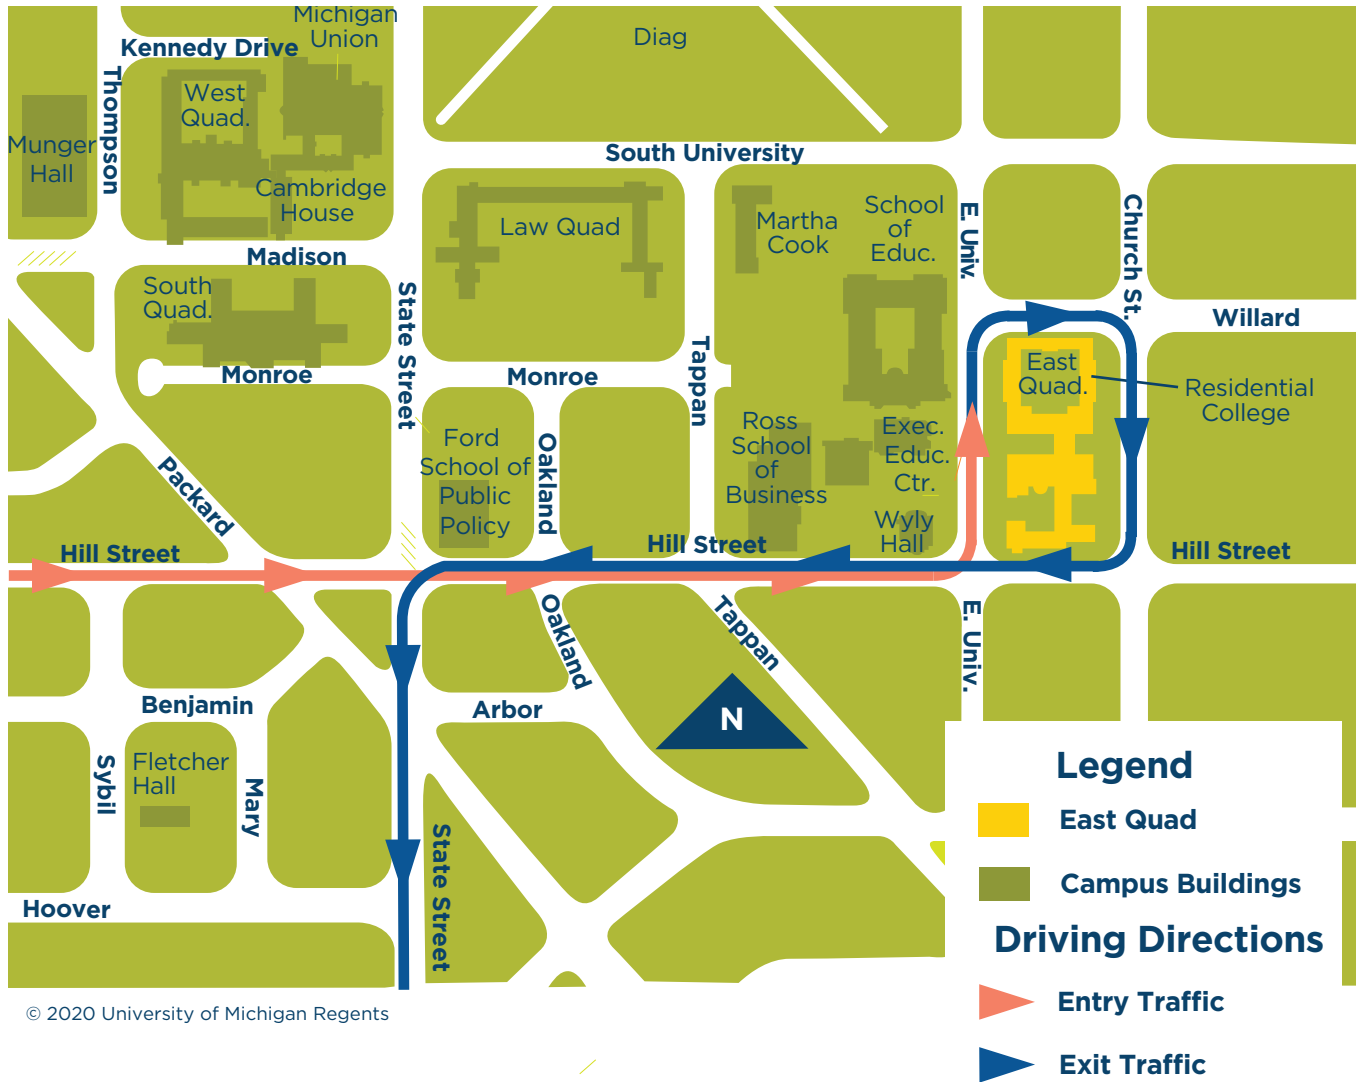 Michigan
Union
Kennedy Drive
Diag
Thompson
West
Quad.
Munger
Hall
South University
Cambridge
House
Law Quad
Martha
Cook
School
of
Educ.
E. Univ.
Church St.
Madison
South
Quad.
State Street
Willard
Tappan
Monroe
Monroe
East
Quad.
Residential
College
Ford
School of
Public
Policy
Oakland
Ross
School
of
Business
Exec.
Educ.
Ctr.
Wyly
Hall
Packard
Hill Street
Hill Street
Hill Street
Oakland
Tappan
E. Univ.
Benjamin
Arbor
N
Sybil
Fletcher
Hall
Mary
State Street
Hoover
Legend
East Quad
Campus Buildings
Driving Directions
Entry Traffic
Exit Traffic
© 2020 University of Michigan Regents